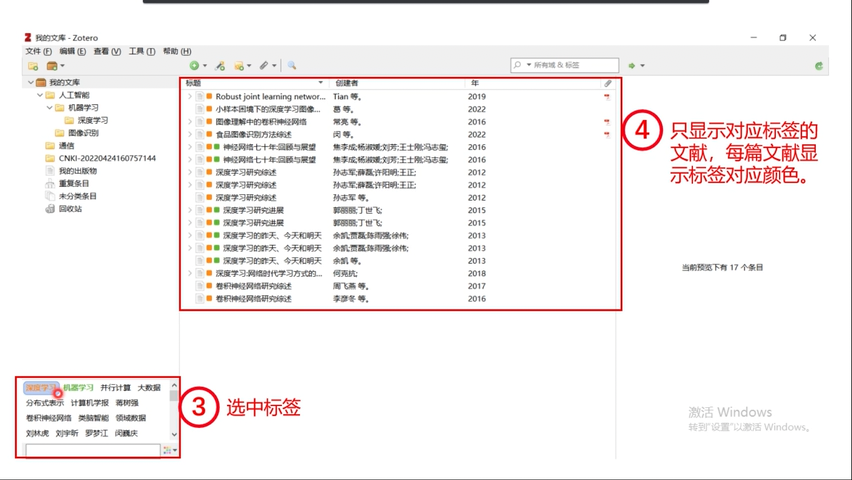 我的文库 - Zotero
文件 (F) 编辑 (E) 查看 (V) 工具 (T) 帮助 (H)
所有域 & 标签
我的文库
人工智能
机器学习
深度学习
图像识别
通信
CNKI-20220424160757144
我的出版物
重复条目
未分类条目
回收站
标题 创建者 年
Robust joint learning networ... Tian 等。 2019
小样本困境下的深度学习图像... 葛 等。 2022
图像理解中的卷积神经网络 常亮 等。 2016
食品图像识别方法综述 闵 等。 2022
神经网络七十年:回顾与展望 焦李成;杨淑媛;刘芳;王士刚;冯志玺; 2016
神经网络七十年:回顾与展望 焦李成;杨淑媛;刘芳;王士刚;冯志玺; 2016
深度学习研究综述 孙志军;薛磊;许阳明;王正; 2012
深度学习研究综述 孙志军;薛磊;许阳明;王正; 2012
深度学习研究综述 孙志军 等。 2012
深度学习研究进展 郭丽丽;丁世飞; 2015
深度学习研究进展 郭丽丽;丁世飞; 2015
深度学习的昨天、今天和明天 余凯;贾磊;陈雨强;徐伟; 2013
深度学习的昨天、今天和明天 余凯;贾磊;陈雨强;徐伟; 2013
深度学习的昨天、今天和明天 余凯 等。 2013
深度学习:网络时代学习方式的... 何克抗; 2018
卷积神经网络研究综述 周飞燕 等。 2017
卷积神经网络研究综述 李彦冬 等。 2016
④ 只显示对应标签的
文献，每篇文献显
示标签对应颜色。
当前预览下有 17 个条目
深度学习 机器学习 并行计算 大数据
分布式表示 计算机学报 蒋树强
卷积神经网络 类脑智能 领域数据
刘林虎 刘宇昕 罗梦江 闵巍庆
③ 选中标签
激活 Windows
转到"设置"以激活 Windows。